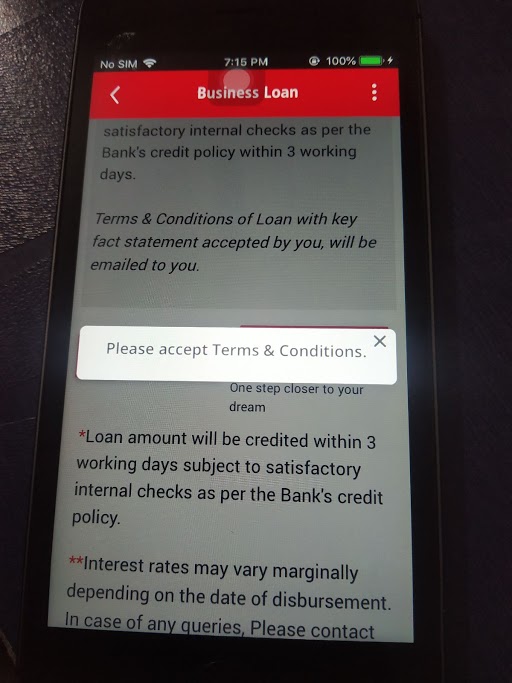 No SIM 7:15 PM 100%
Business Loan
satisfactory internal checks as per the
Bank's credit policy within 3 working
days.
Terms & Conditions of Loan with key
fact statement accepted by you, will be
emailed to you.
Please accept Terms & Conditions.
One step closer to your
dream
*Loan amount will be credited within 3
working days subject to satisfactory
internal checks as per the Bank's credit
policy.
**Interest rates may vary marginally
depending on the date of disbursement.
In case of any queries, Please contact